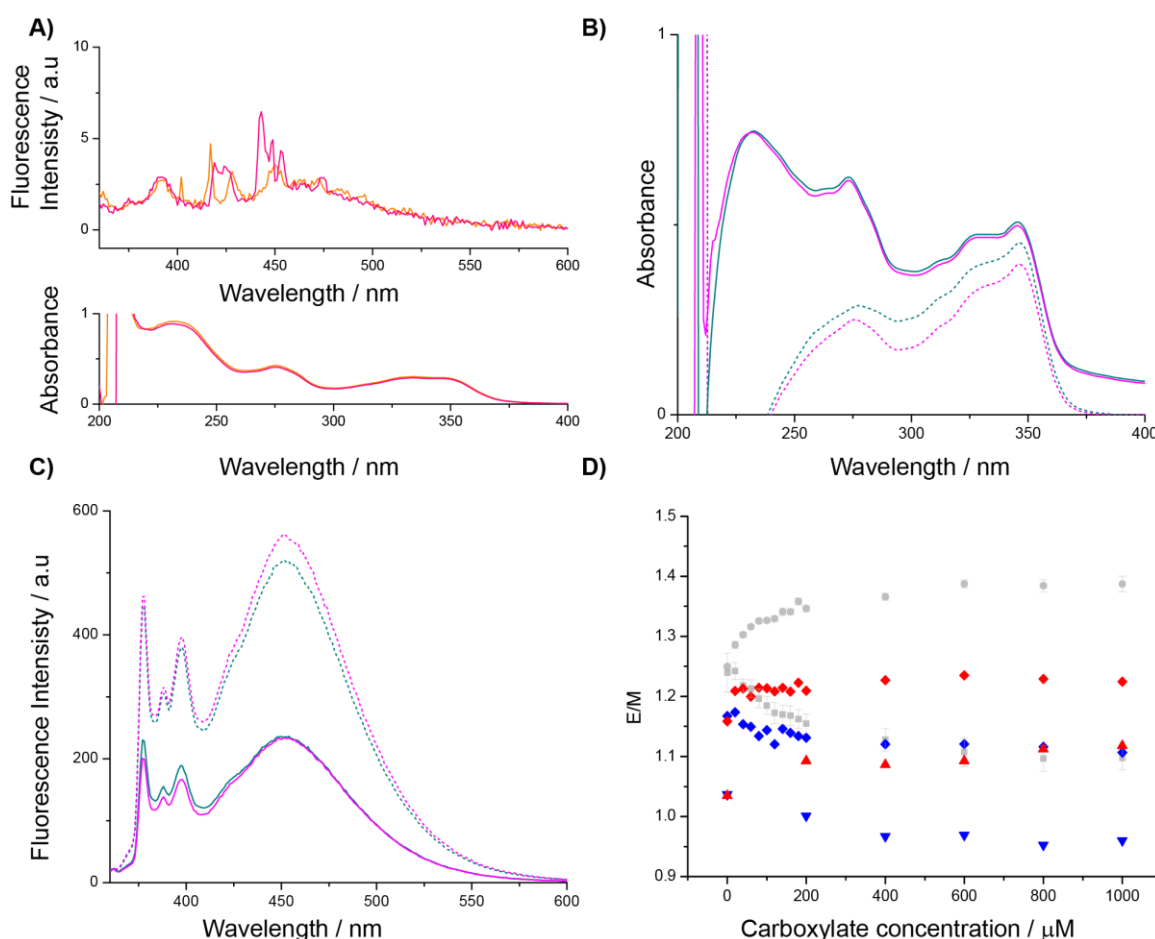 A)
10
5
0
Fluorescence
Intensisty / a.u
400 450 500 550 600
Wavelength / nm
1
0
Absorbance
200 250 300 350 400
Wavelength / nm
B)
1
0
Absorbance
200 250 300 350 400
Wavelength / nm
C)
600
400
200
0
Fluorescence Intensisty / a.u
400 450 500 550 600
Wavelength / nm
D)
1.5
1.4
1.3
1.2
1.1
1.0
0.9
E/M
0 200 400 600 800 1000
Carboxylate concentration / μM